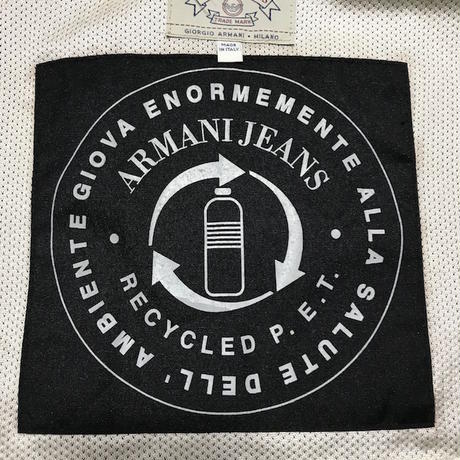 TRADE MARK
GIORGIO ARMANI • MILANO
MADE
IN ITALY
GIOVA ENORMEMENTE ALLA SALUTE DELL' AMBIENTE
ARMANI JEANS
• RECYCLED P. E. T. •